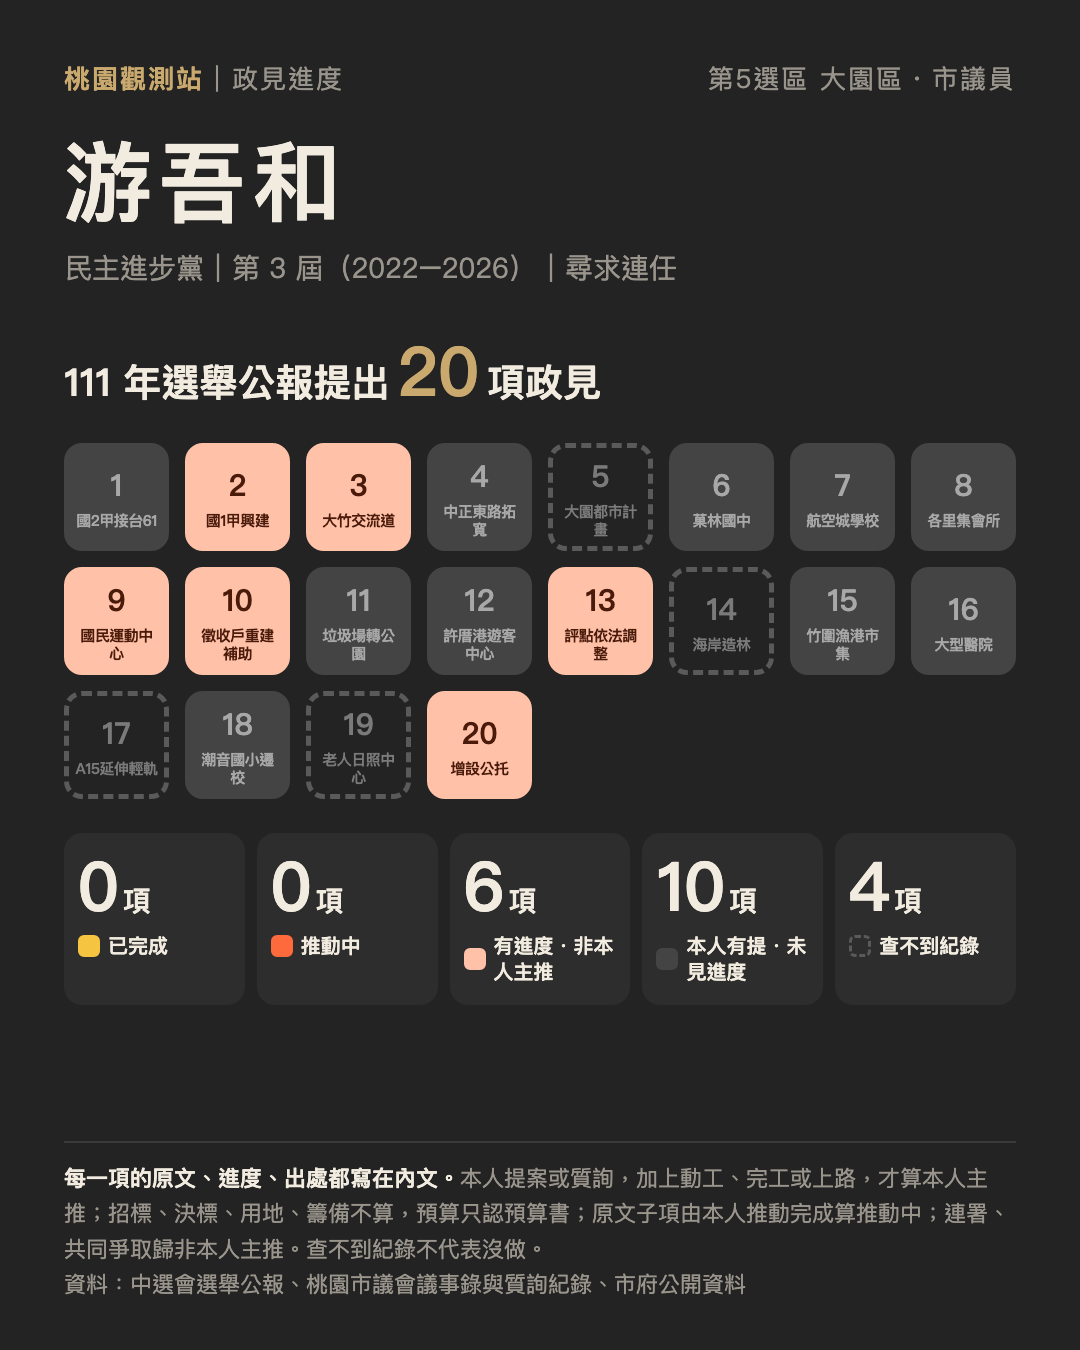 桃園觀測站｜政見進度
第5選區 大園區・市議員
游吾和
民主進步黨｜第 3 屆（2022—2026）｜尋求連任
111 年選舉公報提出 20 項政見
1
國2甲接台61
2
國1甲興建
3
大竹交流道
4
中正東路拓
寬
5
大園都市計
畫
6
菓林國中
7
航空城學校
8
各里集會所
9
國民運動中
心
10
徵收戶重建
補助
11
垃圾場轉公
園
12
許厝港遊客
中心
13
評點依法調
整
14
海岸造林
15
竹圍漁港市
集
16
大型醫院
17
A15延伸輕軌
18
潮音國小遷
校
19
老人日照中
心
20
增設公托
0項
已完成
0項
推動中
6項
有進度・非本
人主推
10項
本人有提・未
見進度
4項
查不到紀錄
每一項的原文、進度、出處都寫在內文。本人提案或質詢，加上動工、完工或上路，才算本人主
推；招標、決標、用地、籌備不算，預算只認預算書；原文子項由本人推動完成算推動中；連署、
共同爭取歸非本人主推。查不到紀錄不代表沒做。
資料：中選會選舉公報、桃園市議會議事錄與質詢紀錄、市府公開資料